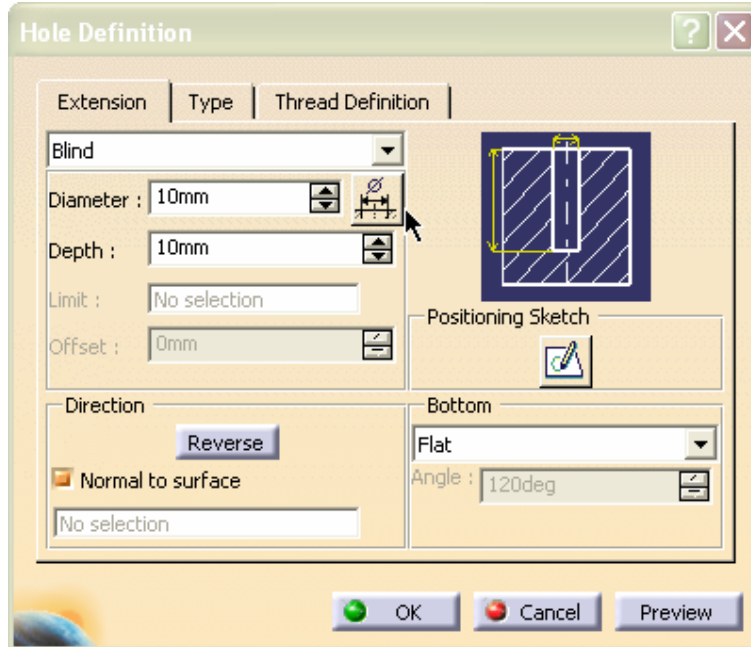 Hole Definition
Extension Type Thread Definition
Blind
Diameter : 10mm
Depth : 10mm
Limit : No selection
Offset : 0mm
Positioning Sketch
Direction
Reverse
Normal to surface
No selection
Bottom
Flat
Angle : 120deg
OK Cancel Preview